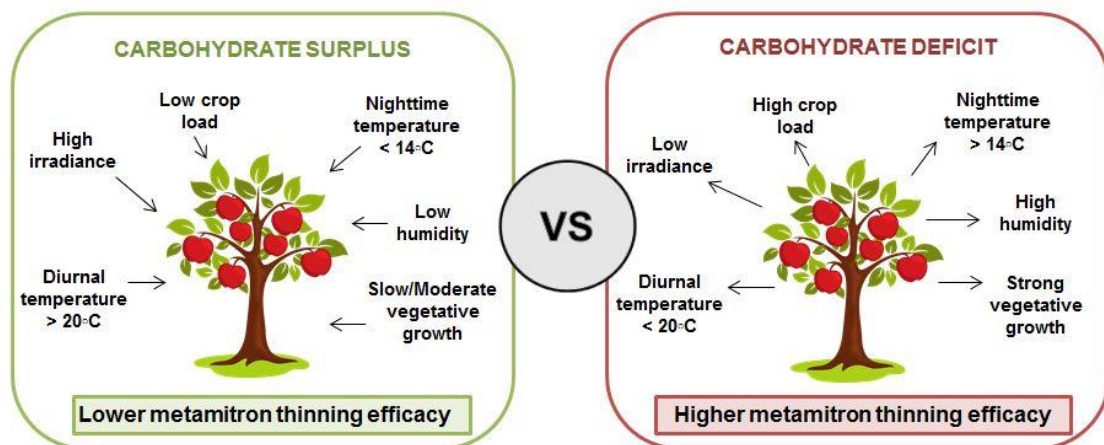 CARBOHYDRATE SURPLUS
Low crop
load
Nighttime
temperature
< 14◦C
High
irradiance
Low
humidity
Diurnal
temperature
> 20◦C
Slow/Moderate
vegetative
growth
Lower metamitron thinning efficacy
VS
CARBOHYDRATE DEFICIT
High crop
load
Nighttime
temperature
> 14◦C
Low
irradiance
High
humidity
Diurnal
temperature
< 20◦C
Strong
vegetative
growth
Higher metamitron thinning efficacy